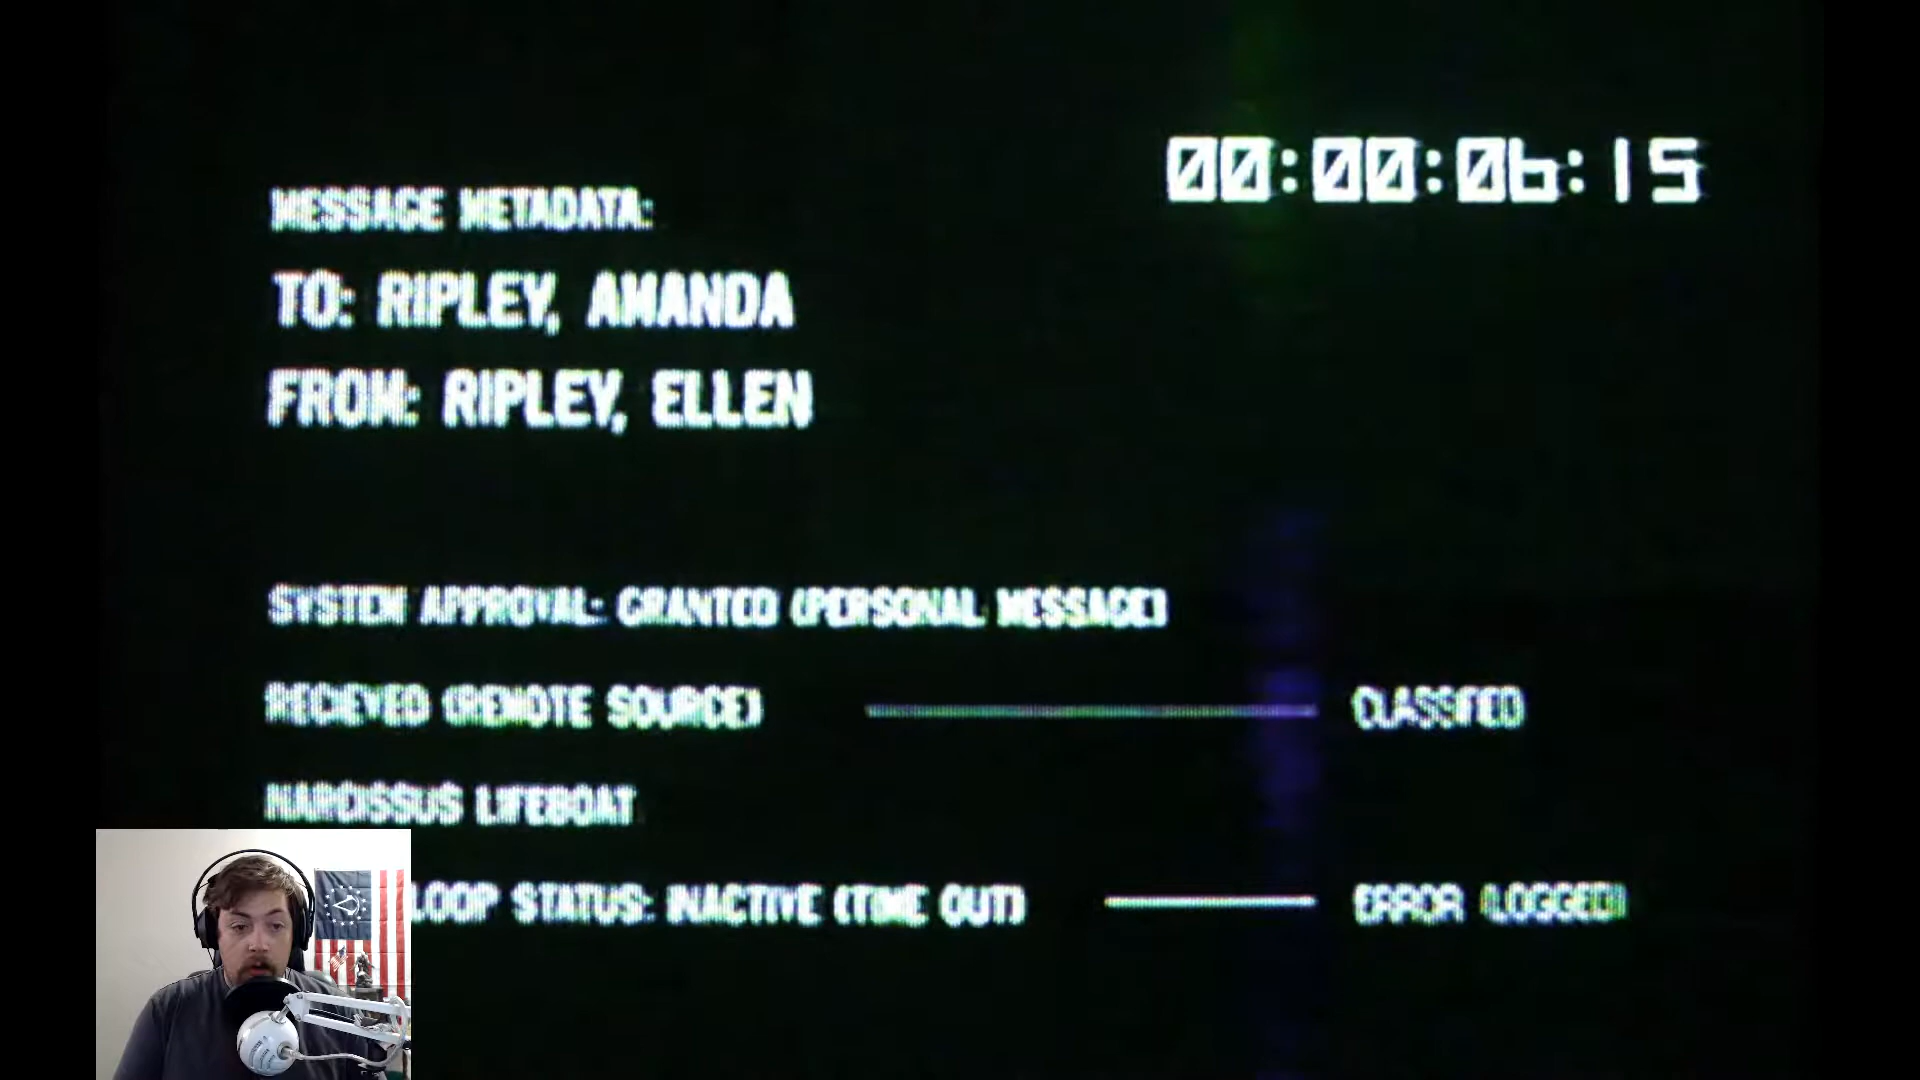 00:00:06:15
MESSAGE METADATA:
TO: RIPLEY, AMANDA
FROM: RIPLEY, ELLEN
SYSTEM APPROVAL: GRANTED (PERSONAL MESSAGE)
RECIEVED (REMOTE SOURCE) CLASSIFIED
NARCISSUS LIFEBOAT
LOOP STATUS: INACTIVE (TIME OUT) ERROR (LOGGED)